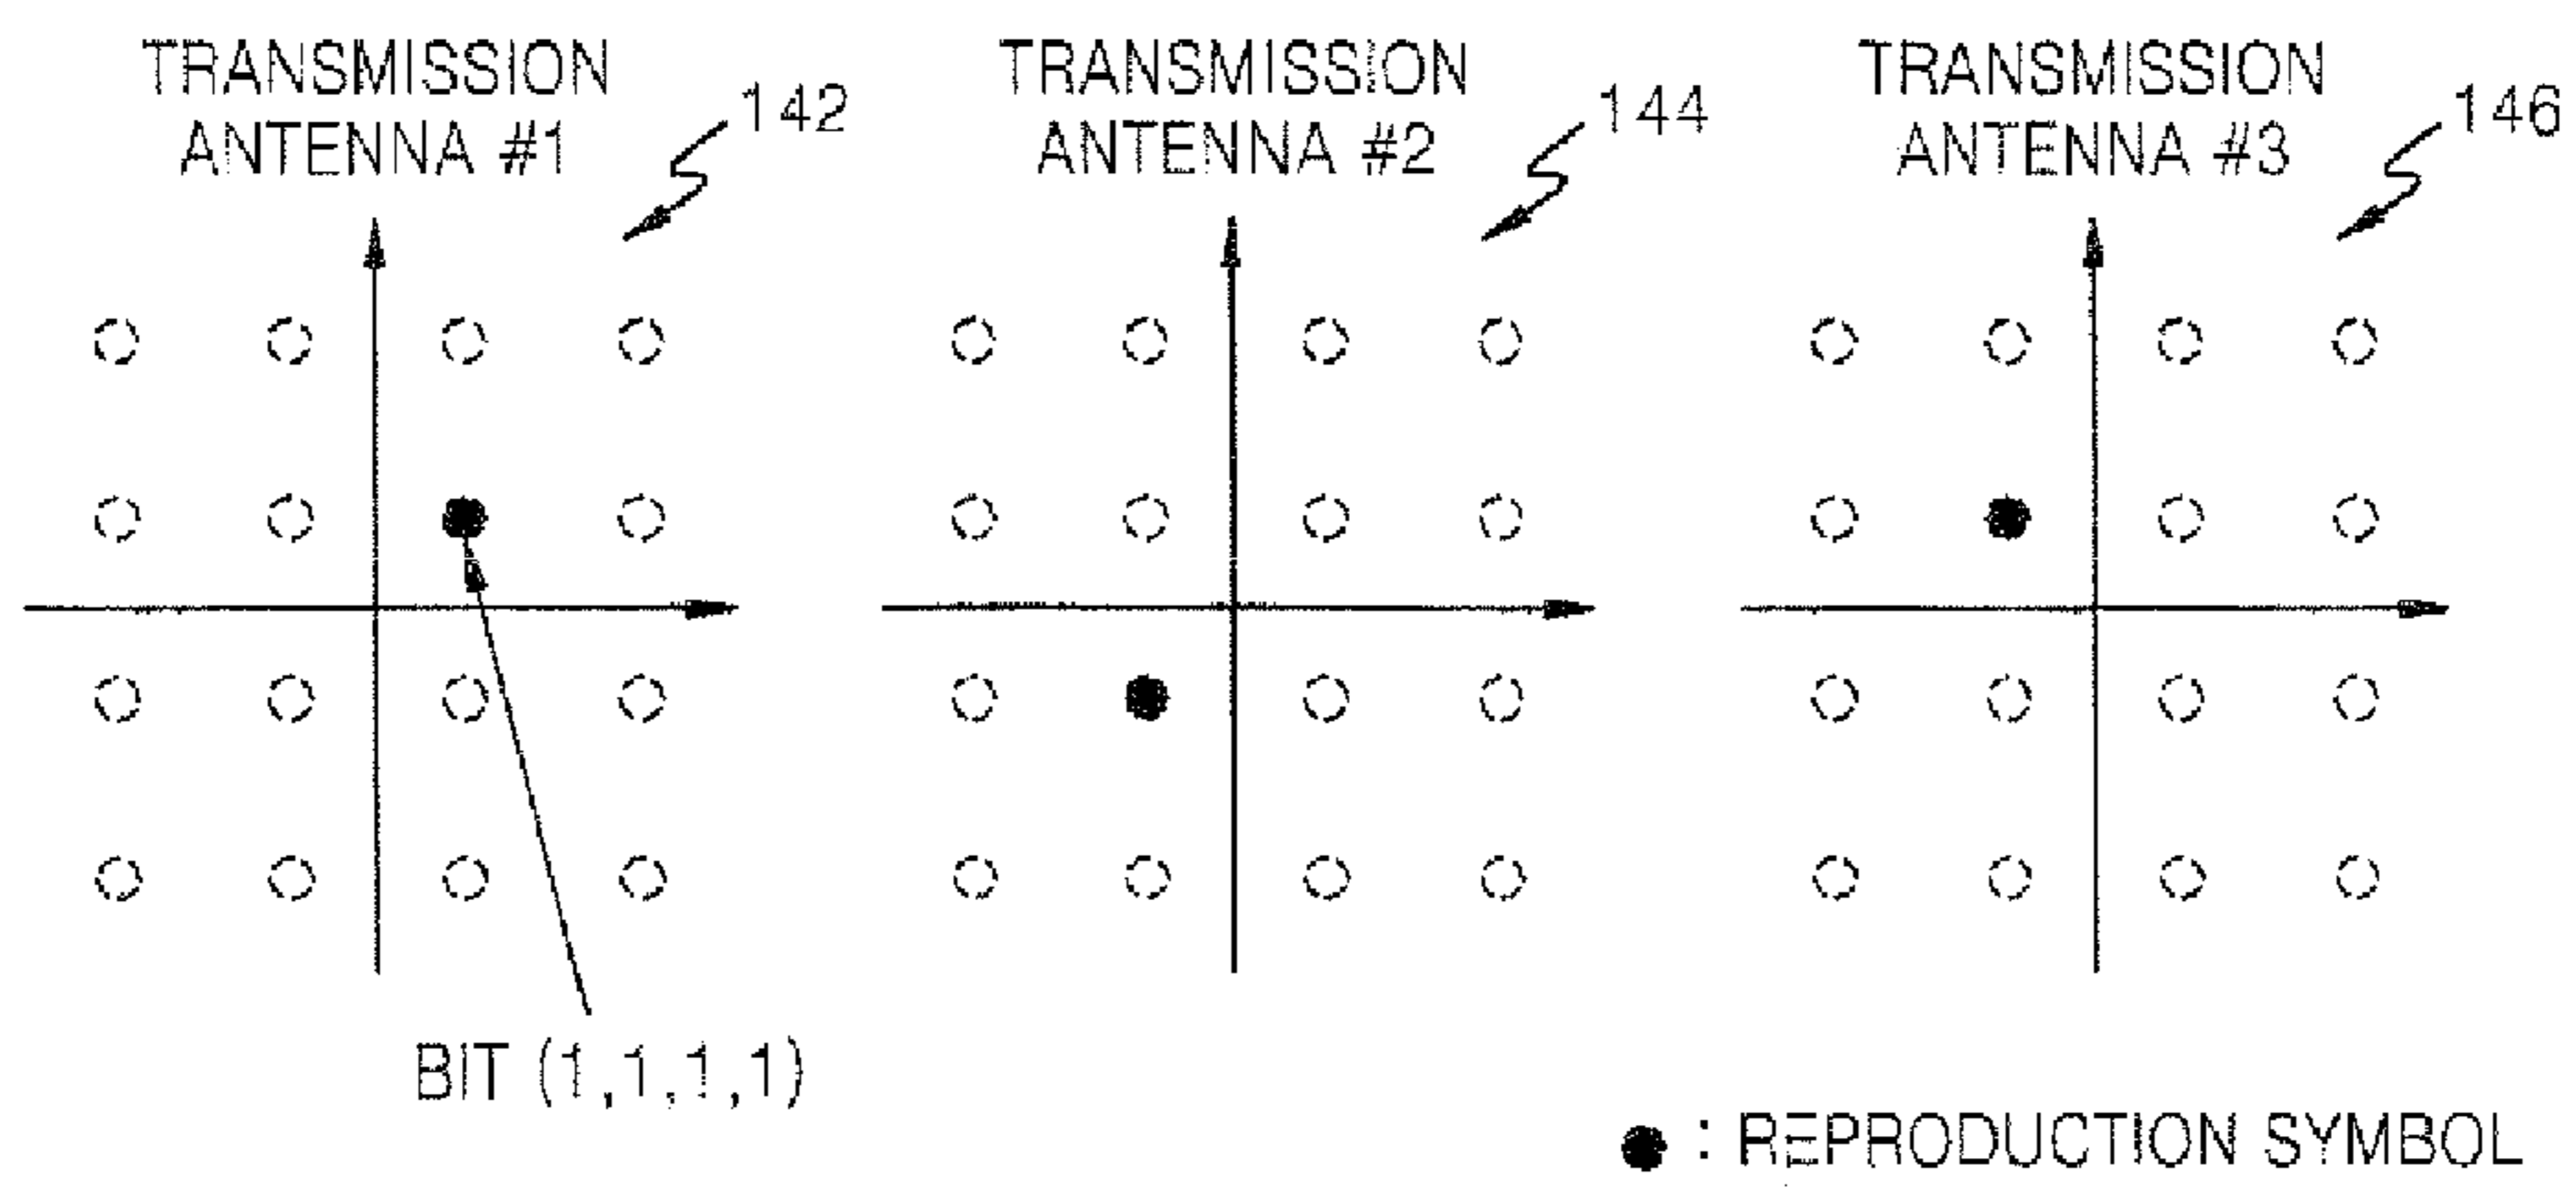 TRANSMISSION
ANTENNA #1
142
TRANSMISSION
ANTENNA #2
144
TRANSMISSION
ANTENNA #3
146
BIT (1,1,1,1)
: REPRODUCTION SYMBOL